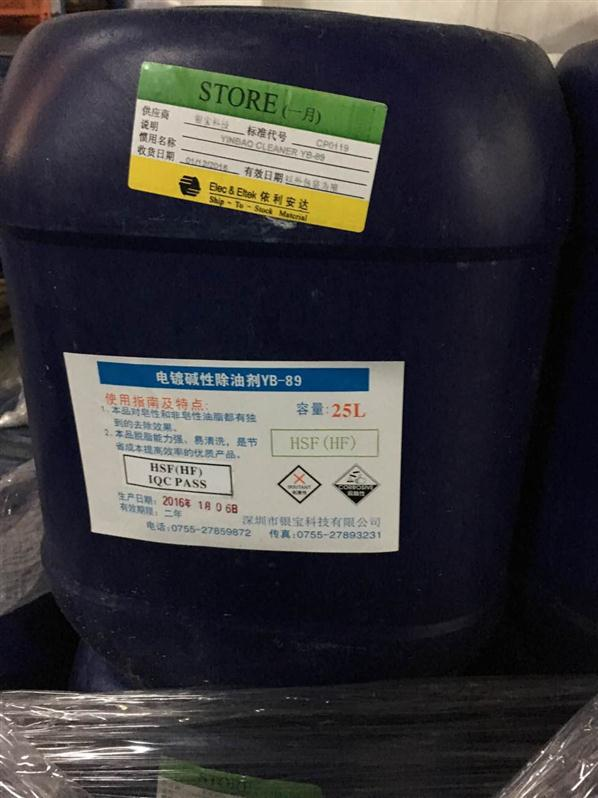 STORE(一月)
供应商 银宝科技 标准代号 CP0119
说明
惯用名称 YINBAO CLEANER YB-89
收货日期 01/12/2016 有效日期 以外包装为准
Elec & Eltek 依利安达
Ship - To - Stock Material
电镀碱性除油剂YB-89
使用指南及特点:
容量:25L
1.本品对皂性和非皂性油脂都有独
到的去除效果。
2.本品脱脂能力强、易清洗,是节
省成本提高效率的优质产品。
HSF(HF)
HSF(HF)
IQC PASS
IRRITANT
刺激性
CORROSIVE
腐蚀性
生产日期:2016年 1月 06日
有效期限:二年
深圳市银宝科技有限公司
电话:0755-27859872 传真:0755-27893231
STORE